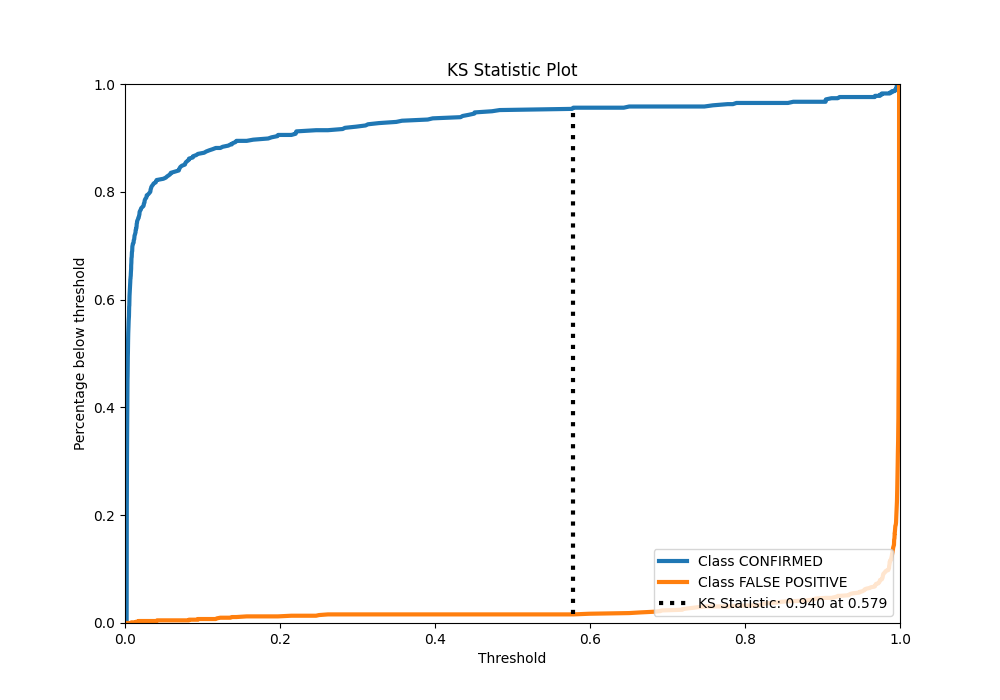 KS Statistic Plot
1.0
0.8
0.6
0.4
0.2
0.0
Percentage below threshold
Class CONFIRMED
Class FALSE POSITIVE
KS Statistic: 0.940 at 0.579
0.0 0.2 0.4 0.6 0.8 1.0
Threshold